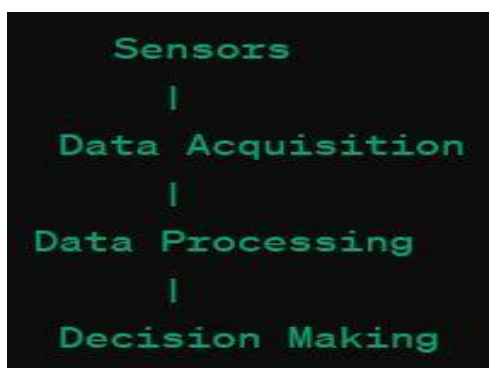 Sensors
|
Data Acquisition
|
Data Processing
|
Decision Making